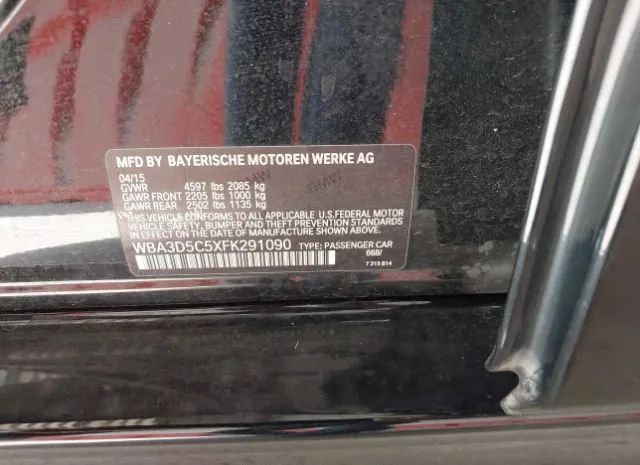 MFD BY BAYERISCHE MOTOREN WERKE AG
04/15
GVWR 4597 lbs 2085 kg
GAWR FRONT 2205 lbs 1000 kg
GAWR REAR 2502 lbs 1135 kg
THIS VEHICLE CONFORMS TO ALL APPLICABLE U.S.FEDERAL MOTOR
VEHICLE SAFETY, BUMPER AND THEFT PREVENTION STANDARDS
IN EFFECT ON THE DATE OF MANUFACTURE SHOWN ABOVE.
WBA3D5C5XFK291090 TYPE: PASSENGER CAR
668/